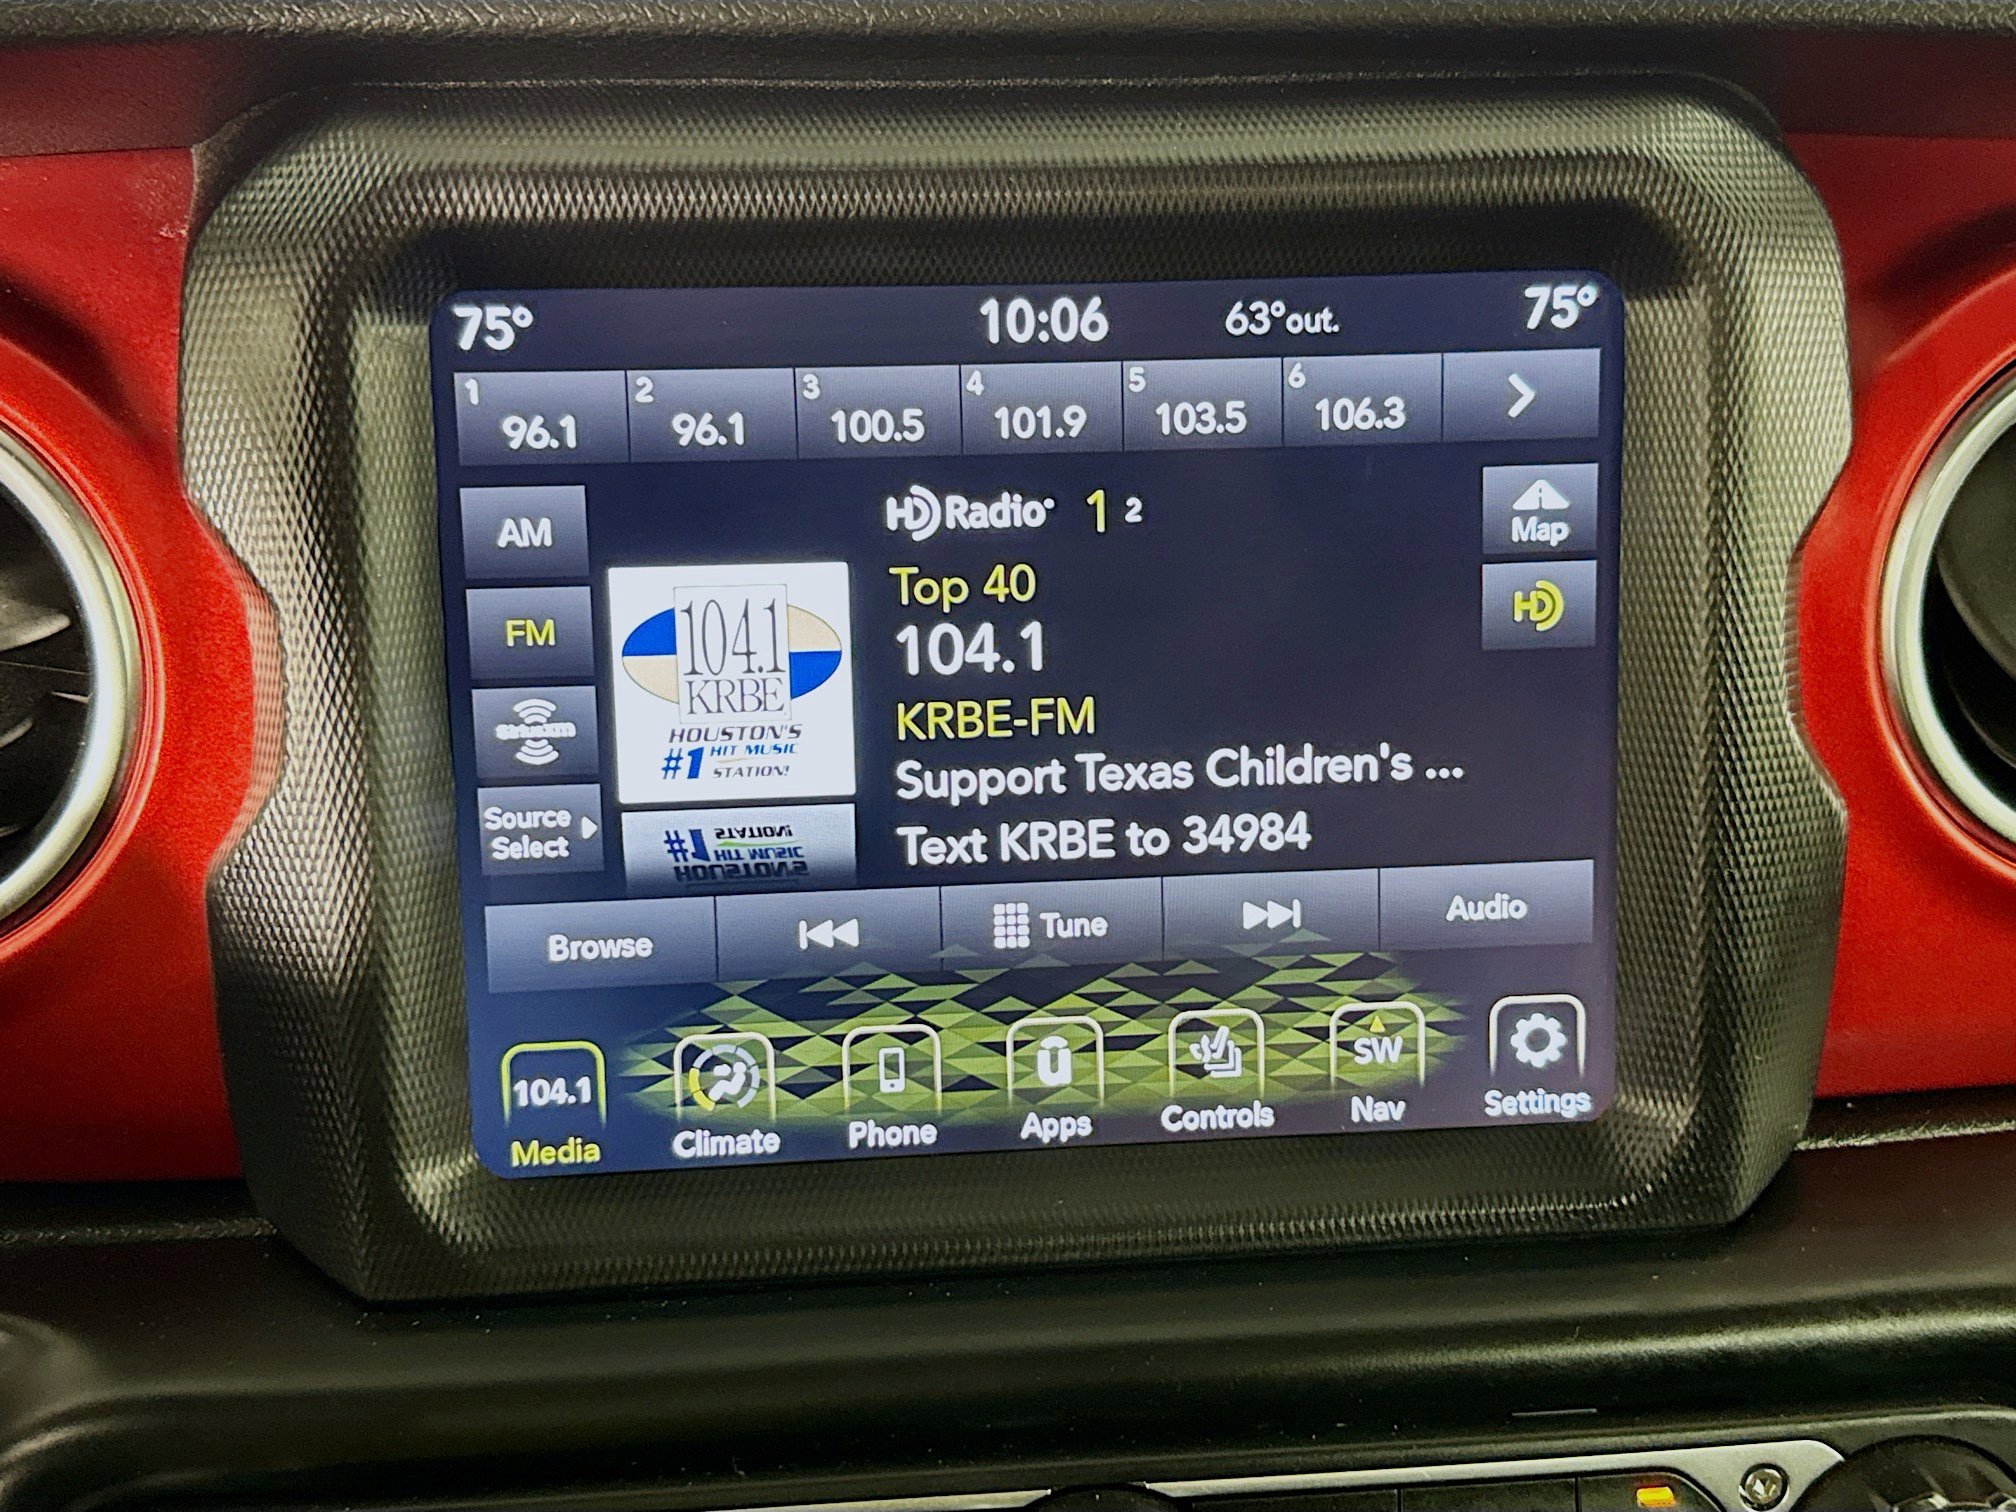 75° 10:06 63°out. 75°
1 96.1 2 96.1 3 100.5 4 101.9 5 103.5 6 106.3
AM
FM
SiriusXM
Source
Select
104.1
KRBE
HOUSTON'S
#1 HIT MUSIC
STATION!
HD Radio 1 2
Top 40
104.1
KRBE-FM
Support Texas Children's ...
Text KRBE to 34984
Map
HD
Browse Tune Audio
104.1 SW
Media Climate Phone Apps Controls Nav Settings